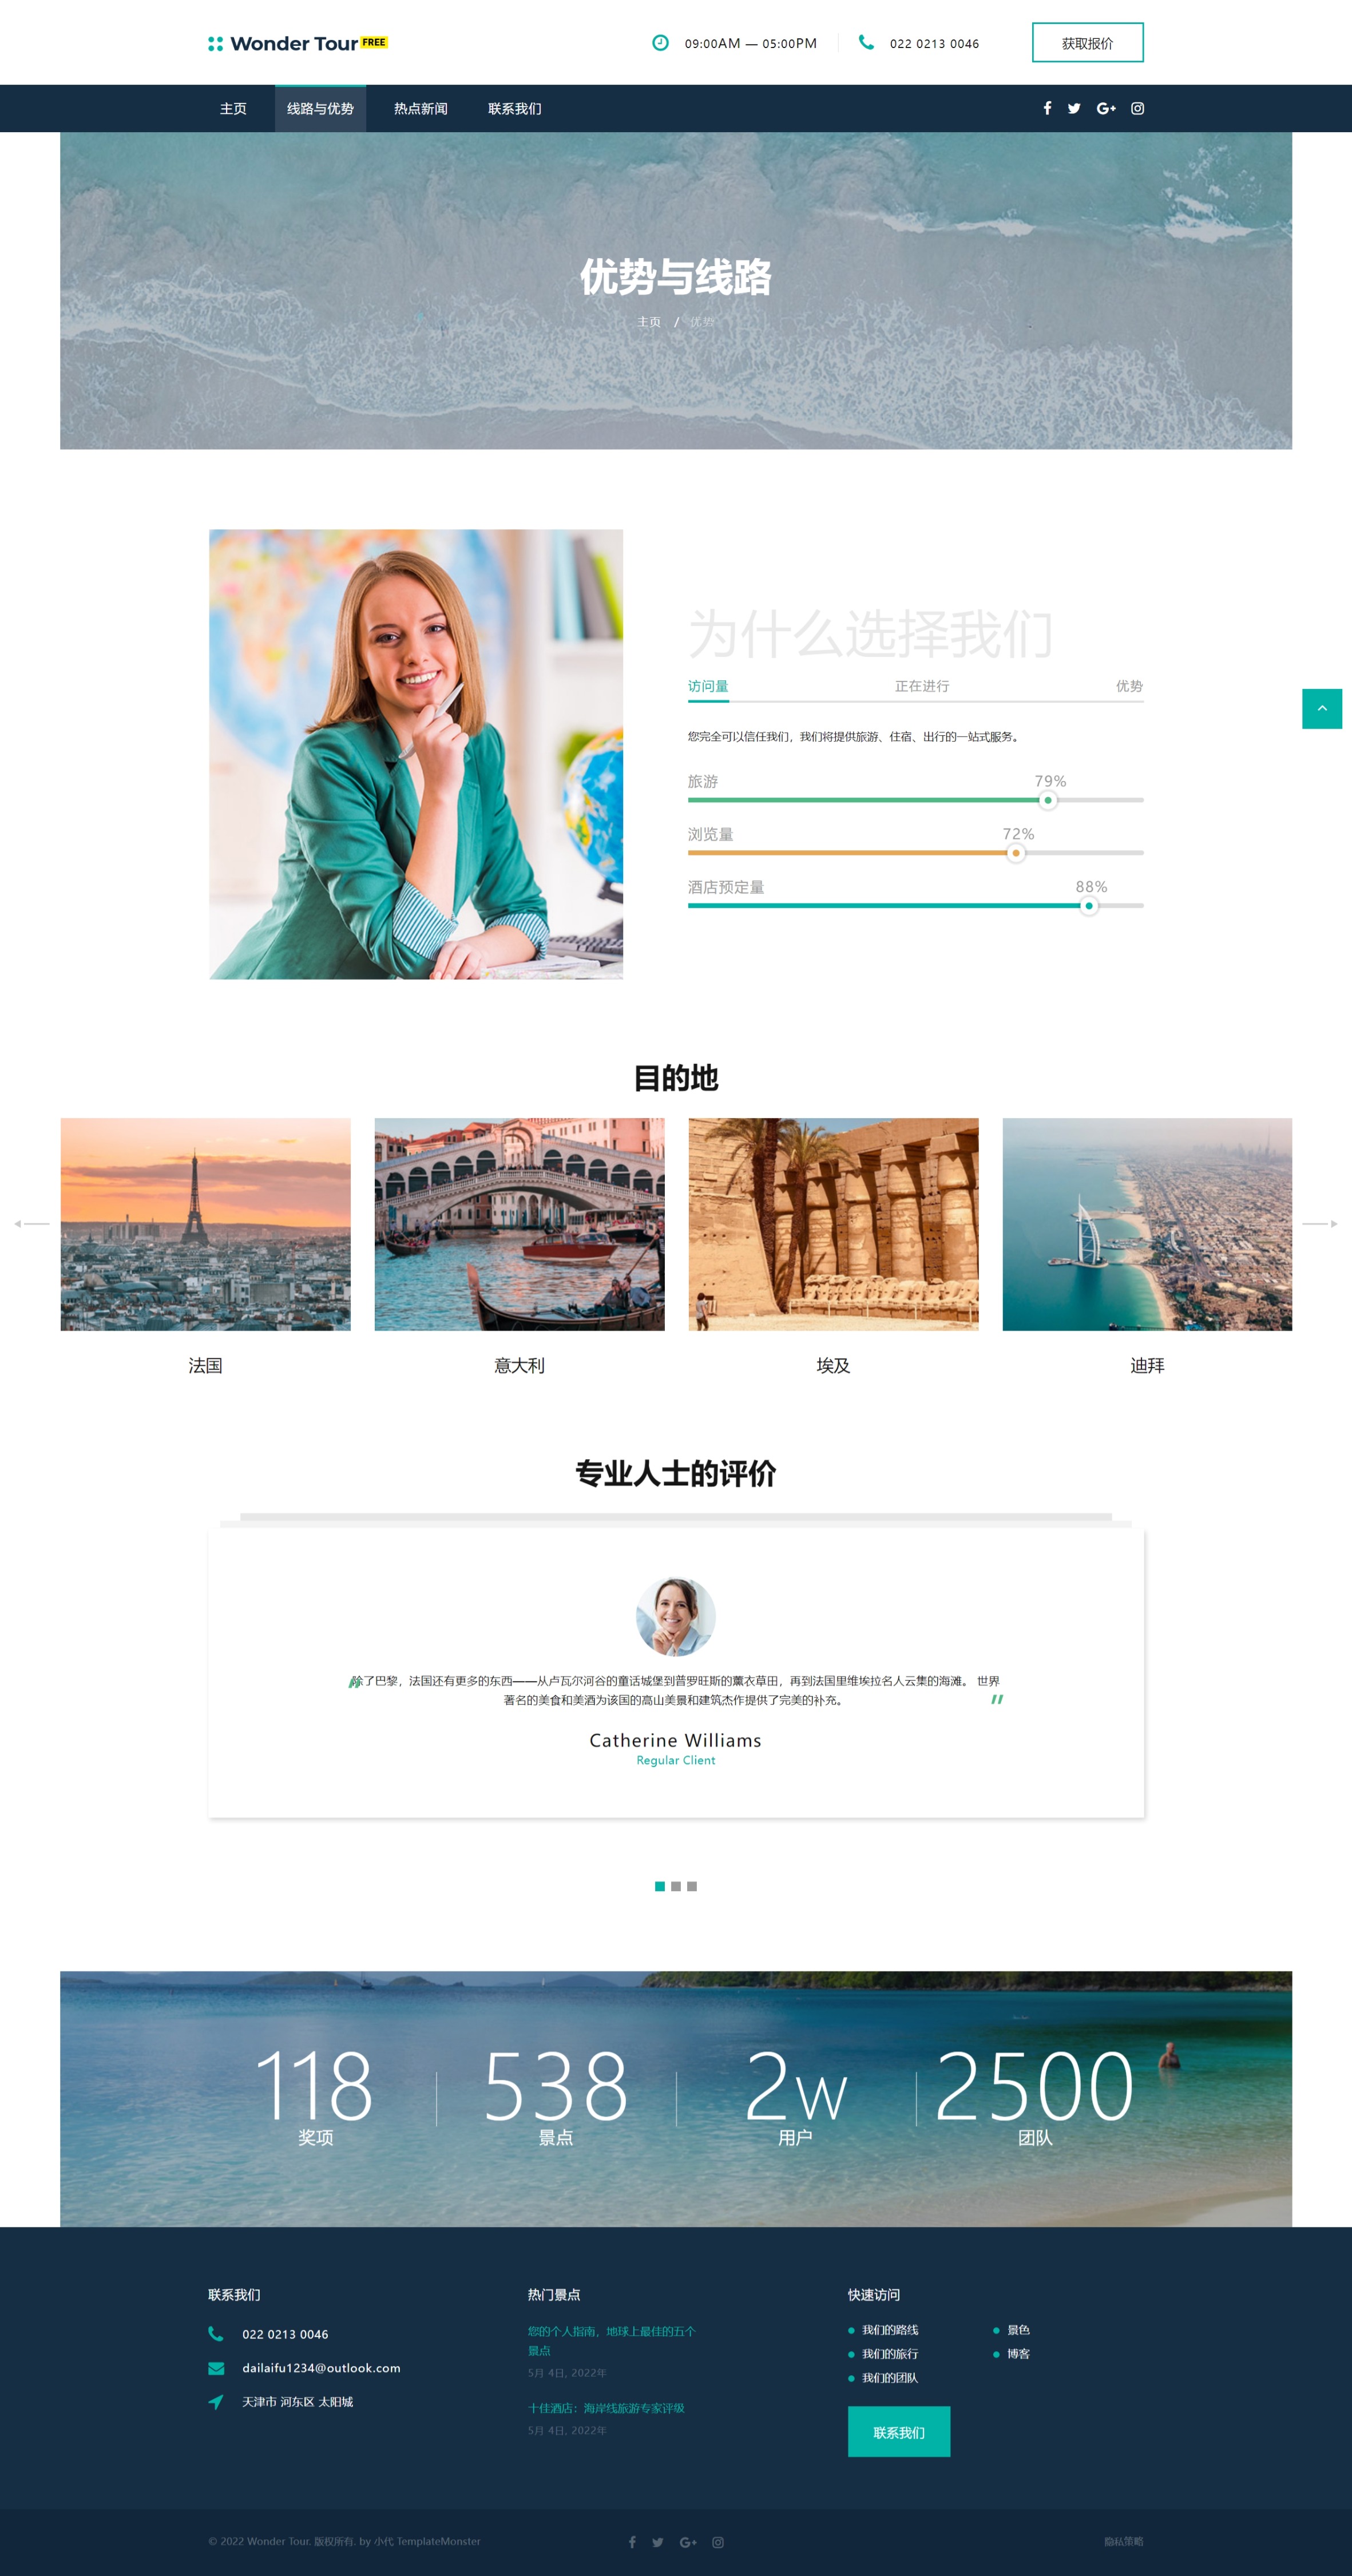 Wonder Tour FREE
09:00AM — 05:00PM
022 0213 0046
获取报价
主页
线路与优势
热点新闻
联系我们
优势与线路
主页 / 优势
为什么选择我们
访问量
正在进行
优势
您完全可以信任我们，我们将提供旅游、住宿、出行的一站式服务。
旅游
79%
浏览量
72%
酒店预定量
88%
目的地
法国
意大利
埃及
迪拜
专业人士的评价
除了巴黎，法国还有更多的东西——从卢瓦尔河谷的童话城堡到普罗旺斯的薰衣草田，再到法国里维埃拉名人云集的海滩。 世界
著名的美食和美酒为该国的高山美景和建筑杰作提供了完美的补充。
Catherine Williams
Regular Client
118
奖项
538
景点
2w
用户
2500
团队
联系我们
022 0213 0046
dailaifu1234@outlook.com
天津市 河东区 太阳城
热门景点
您的个人指南，地球上最佳的五个
景点
5月 4日, 2022年
十佳酒店：海岸线旅游专家评级
5月 4日, 2022年
快速访问
我们的路线
我们的旅行
我们的团队
景色
博客
联系我们
© 2022 Wonder Tour. 版权所有. by 小代 TemplateMonster
隐私策略